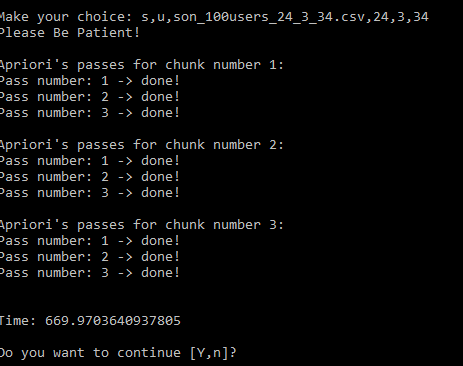 Make your choice: s,u,son_100users_24_3_34.csv,24,3,34
Please Be Patient!
Apriori's passes for chunk number 1:
Pass number: 1 -> done!
Pass number: 2 -> done!
Pass number: 3 -> done!
Apriori's passes for chunk number 2:
Pass number: 1 -> done!
Pass number: 2 -> done!
Pass number: 3 -> done!
Apriori's passes for chunk number 3:
Pass number: 1 -> done!
Pass number: 2 -> done!
Pass number: 3 -> done!
Time: 669.9703640937805
Do you want to continue [Y,n]?